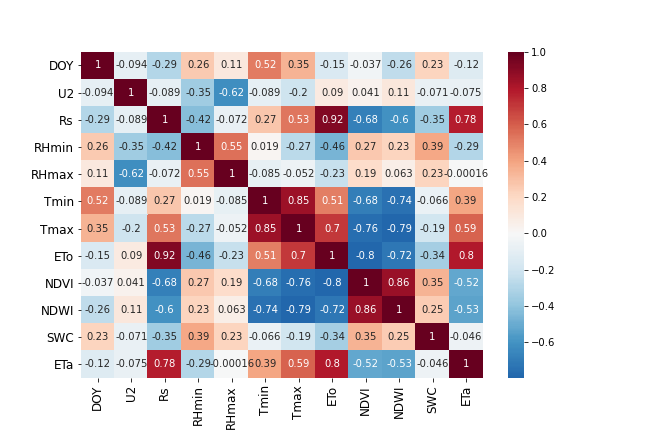 DOY 1 -0.094 -0.29 0.26 0.11 0.52 0.35 -0.15 -0.037 -0.26 0.23 -0.12
U2 -0.094 1 -0.089 -0.35 -0.62 -0.089 -0.2 0.09 0.041 0.11 -0.071 -0.075
Rs -0.29 -0.089 1 -0.42 -0.072 0.27 0.53 0.92 -0.68 -0.6 -0.35 0.78
RHmin 0.26 -0.35 -0.42 1 0.55 0.019 -0.27 -0.46 0.27 0.23 0.39 -0.29
RHmax 0.11 -0.62 -0.072 0.55 1 -0.085 -0.052 -0.23 0.19 0.063 0.23 -0.00016
Tmin 0.52 -0.089 0.27 0.019 -0.085 1 0.85 0.51 -0.68 -0.74 -0.066 0.39
Tmax 0.35 -0.2 0.53 -0.27 -0.052 0.85 1 0.7 -0.76 -0.79 -0.19 0.59
ETo -0.15 0.09 0.92 -0.46 -0.23 0.51 0.7 1 -0.8 -0.72 -0.34 0.8
NDVI -0.037 0.041 -0.68 0.27 0.19 -0.68 -0.76 -0.8 1 0.86 0.35 -0.52
NDWI -0.26 0.11 -0.6 0.23 0.063 -0.74 -0.79 -0.72 0.86 1 0.25 -0.53
SWC 0.23 -0.071 -0.35 0.39 0.23 -0.066 -0.19 -0.34 0.35 0.25 1 -0.046
ETa -0.12 -0.075 0.78 -0.29 -0.00016 0.39 0.59 0.8 -0.52 -0.53 -0.046 1
DOY U2 Rs RHmin RHmax Tmin Tmax ETo NDVI NDWI SWC ETa
1.0
0.8
0.6
0.4
0.2
0.0
−0.2
−0.4
−0.6